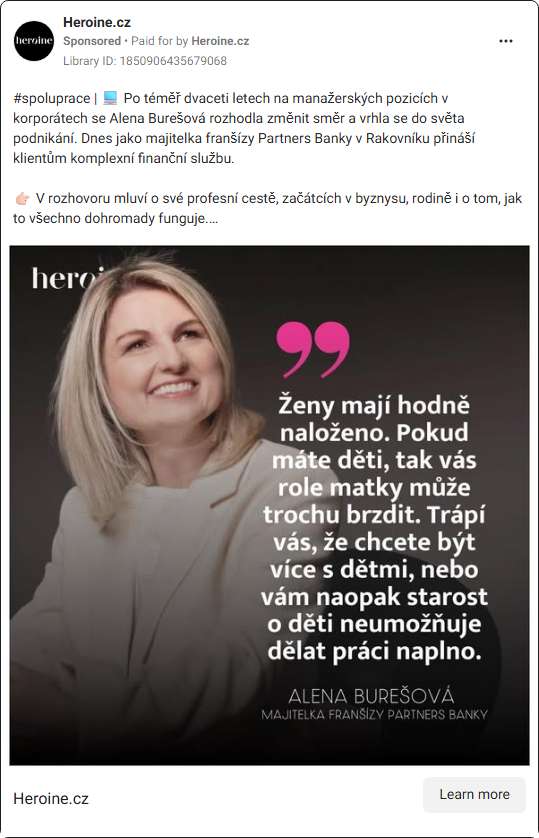 Heroine.cz
heroine
Sponsored • Paid for by Heroine.cz
Library ID: 1850906435679068
#spoluprace | 💻 Po téměř dvaceti letech na manažerských pozicích v
korporátech se Alena Burešová rozhodla změnit směr a vrhla se do světa
podnikání. Dnes jako majitelka franšízy Partners Banky v Rakovníku přináší
klientům komplexní finanční službu.
👉🏻 V rozhovoru mluví o své profesní cestě, začátcích v byznysu, rodině i o tom, jak
to všechno dohromady funguje....
heroine
Ženy mají hodně
naloženo. Pokud
máte děti, tak vás
role matky může
trochu brzdit. Trápí
vás, že chcete být
více s dětmi, nebo
vám naopak starost
o děti neumožňuje
dělat práci naplno.
ALENA BUREŠOVÁ
MAJITELKA FRANŠÍZY PARTNERS BANKY
Heroine.cz
Learn more